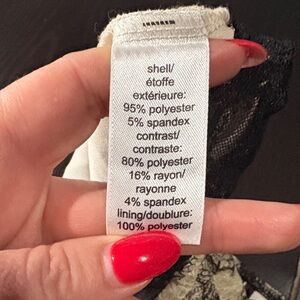 shell/
étoffe
extérieure:
95% polyester
5% spandex
contrast/
contraste:
80% polyester
16% rayon/
rayonne
4% spandex
lining/doublure:
100% polyester